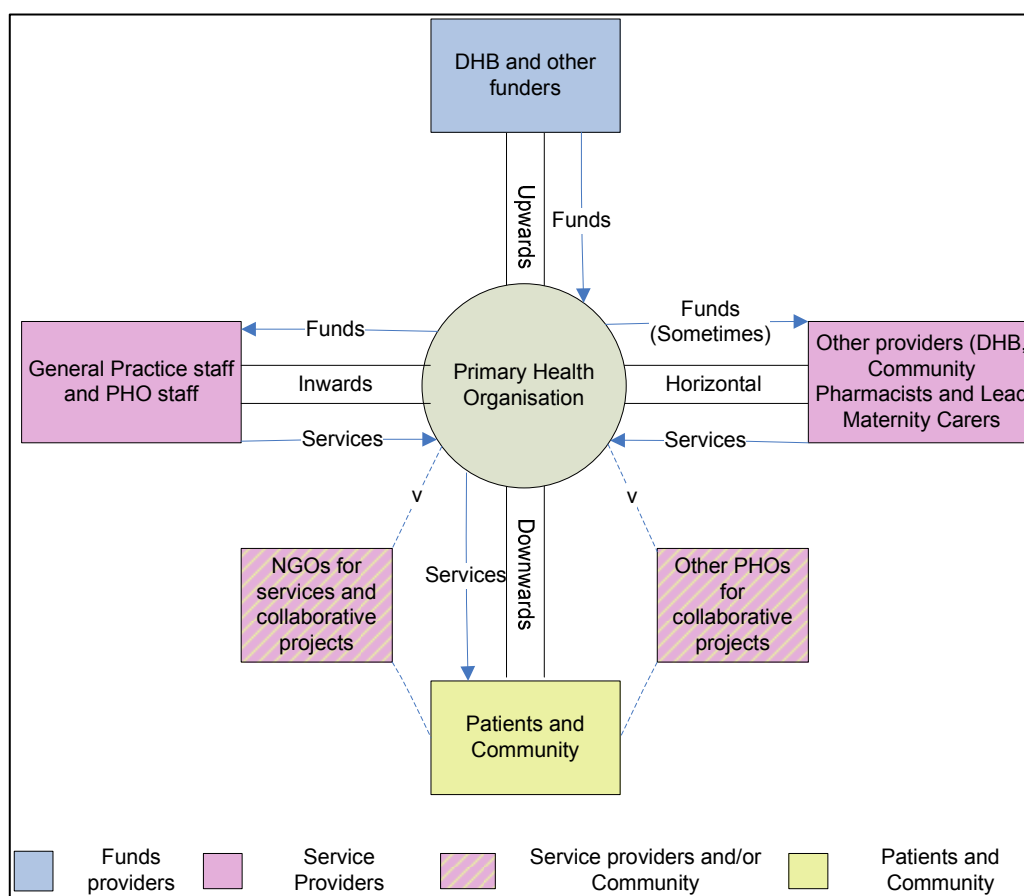 DHB and other
funders
Upwards
Funds
Funds
Funds
(Sometimes)
General Practice staff
and PHO staff
Inwards
Primary Health
Organisation
Horizontal
Other providers (DHB,
Community
Pharmacists and Lead
Maternity Carers
Services
Services
v
v
NGOs for
services and
collaborative
projects
Services
Downwards
Other PHOs
for
collaborative
projects
Patients and
Community
Funds
providers
Service
Providers
Service providers and/or
Community
Patients and
Community